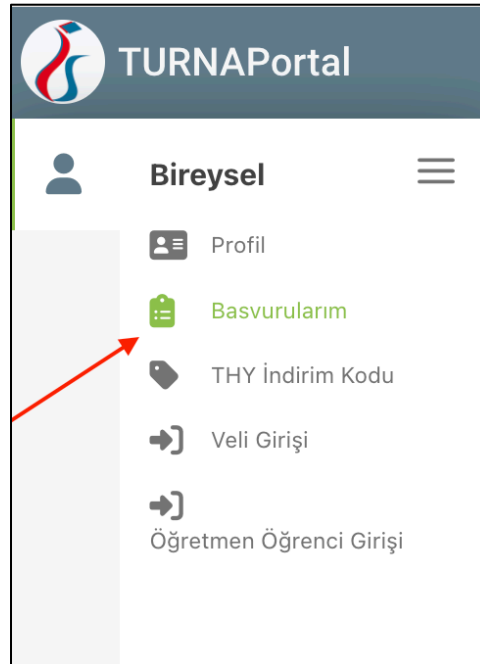 TURNAPortal
Bireysel
Profil
Basvurularım
THY İndirim Kodu
Veli Girişi
Öğretmen Öğrenci Girişi